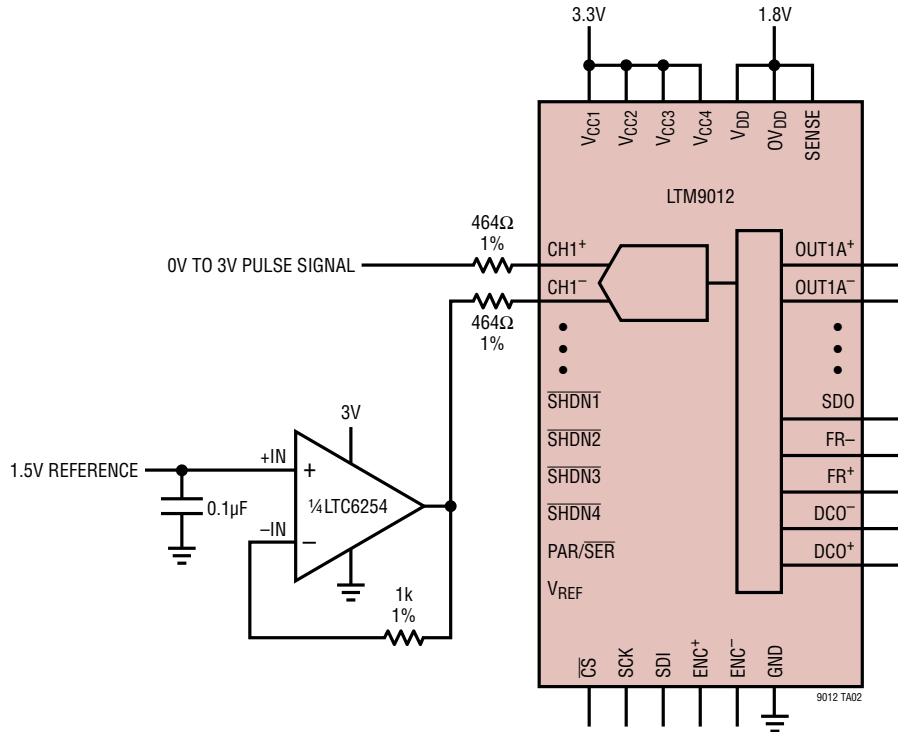 3.3V
1.8V
VCC1
VCC2
VCC3
VCC4
VDD
OVDD
SENSE
LTM9012
464Ω
1%
0V TO 3V PULSE SIGNAL
CH1+
OUT1A+
CH1–
OUT1A–
464Ω
1%
SHDN1
SDO
3V
SHDN2
FR–
1.5V REFERENCE
+IN
+
SHDN3
FR+
0.1µF
¼LTC6254
SHDN4
DCO–
–IN
–
PAR/SER
DCO+
1k
1%
VREF
CS
SCK
SDI
ENC+
ENC–
GND
9012 TA02